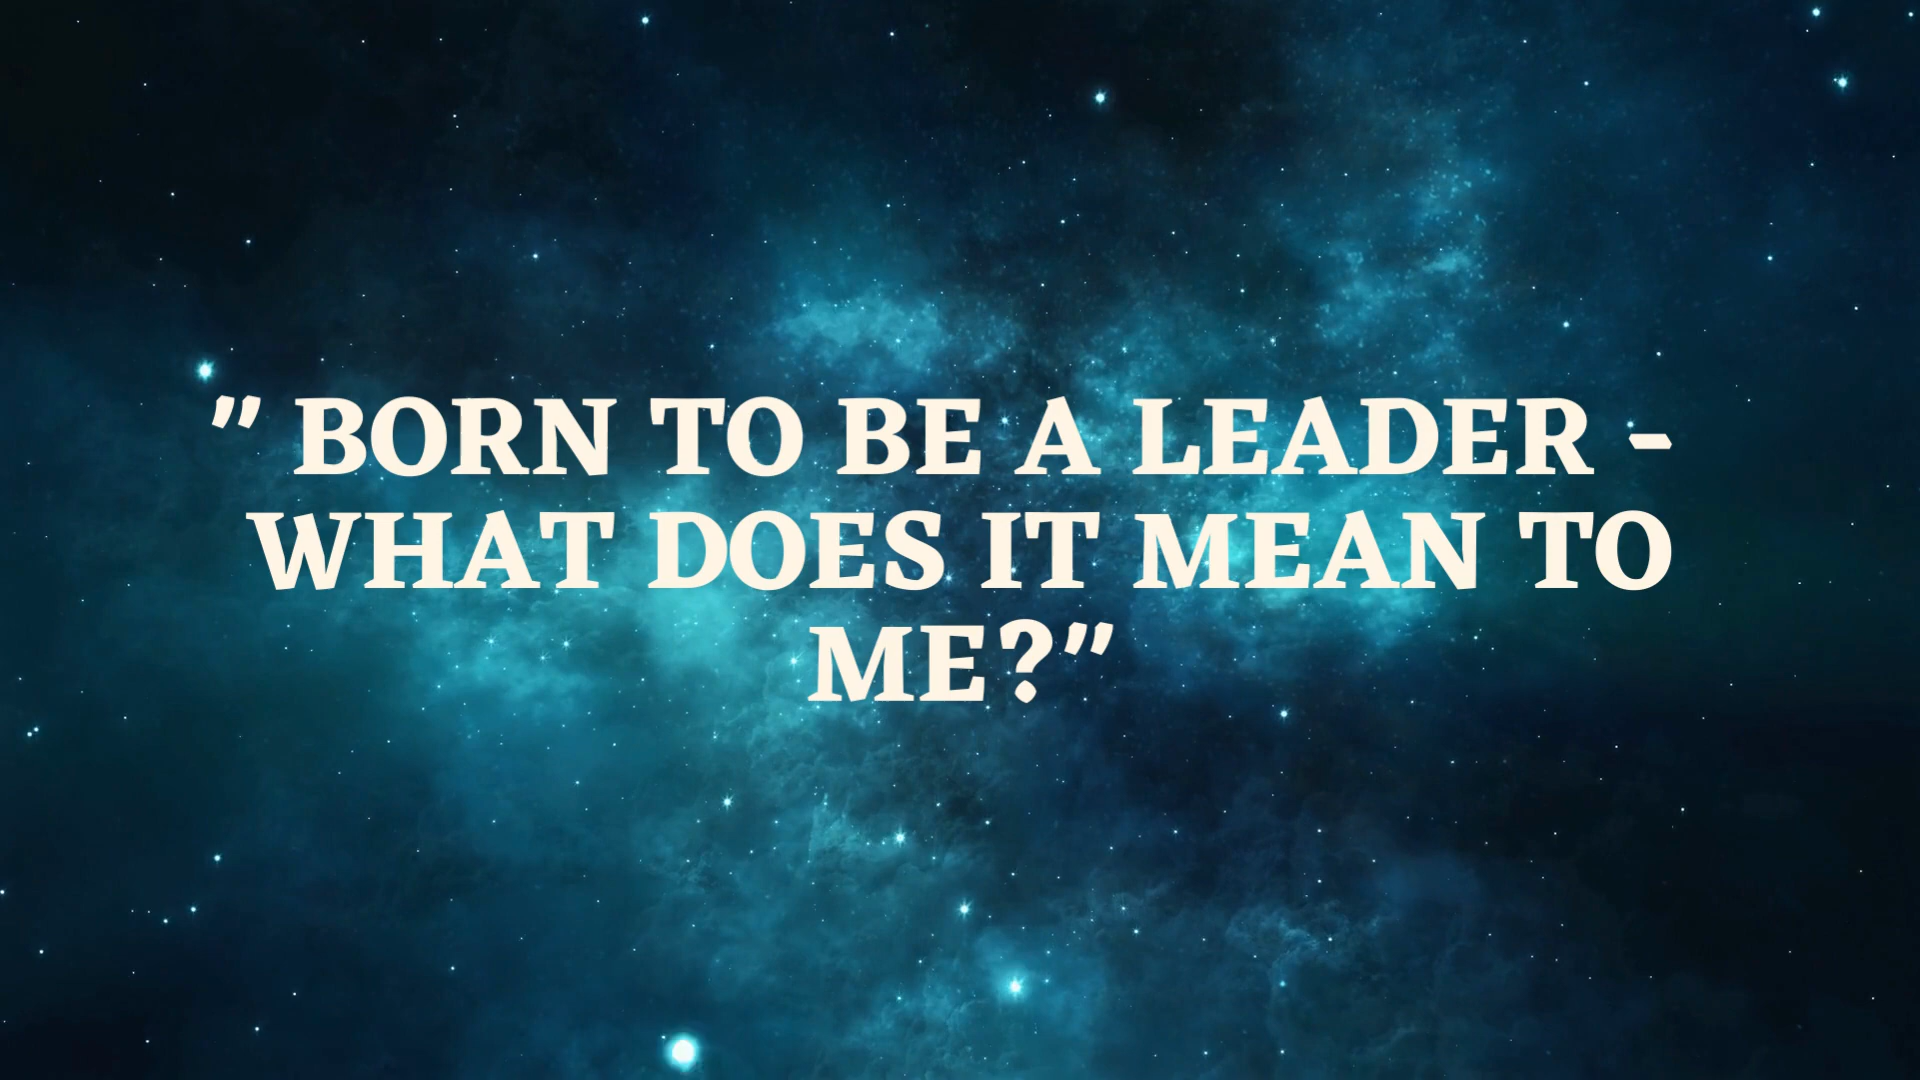 " BORN TO BE A LEADER -
WHAT DOES IT MEAN TO
ME?"